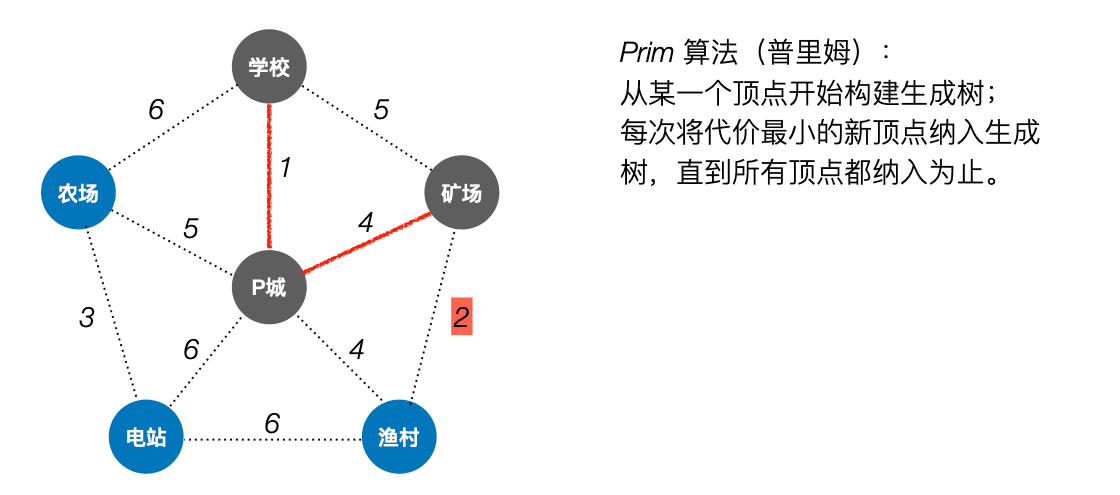 学校
6
5
1
农场
矿场
5
4
P城
3
2
6
4
电站
6
渔村
Prim 算法（普里姆）：
从某一个顶点开始构建生成树；
每次将代价最小的新顶点纳入生成
树，直到所有顶点都纳入为止。